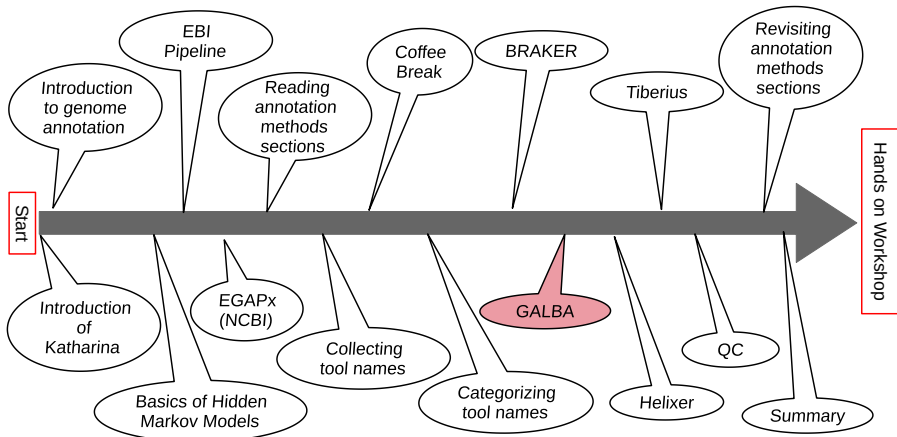 Introduction
to genome
annotation
EBI
Pipeline
Reading
annotation
methods
sections
Coffee
Break
BRAKER
Tiberius
Revisiting
annotation
methods
sections
Start
Hands on Workshop
Introduction
of
Katharina
Basics of Hidden
Markov Models
EGAPx
(NCBI)
Collecting
tool names
Categorizing
tool names
GALBA
Helixer
QC
Summary